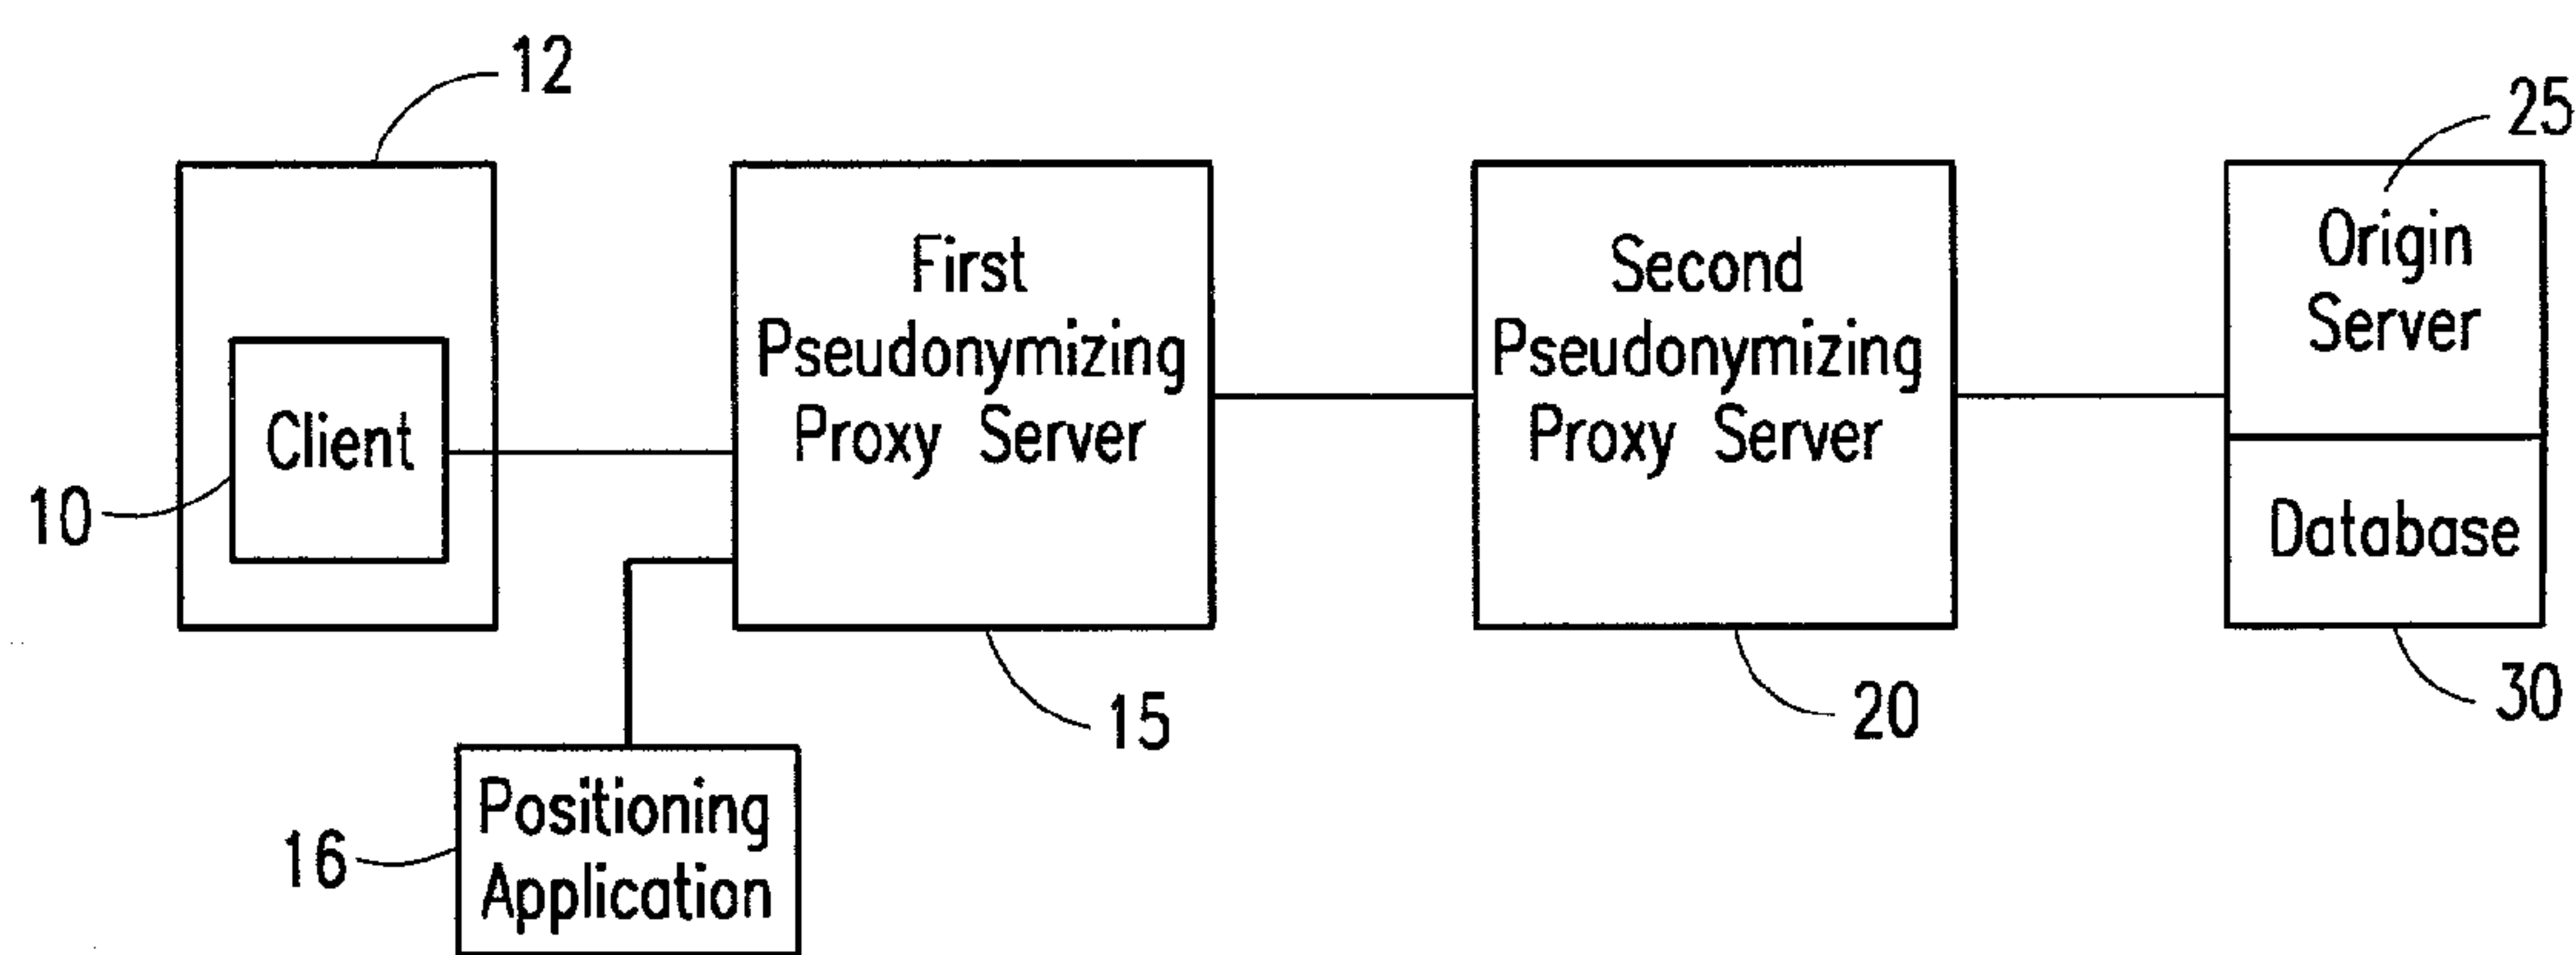 12
25
First
Pseudonymizing
Proxy Server
Second
Pseudonymizing
Proxy Server
Origin
Server
Client
10
Database
15
20
30
Positioning
Application
16